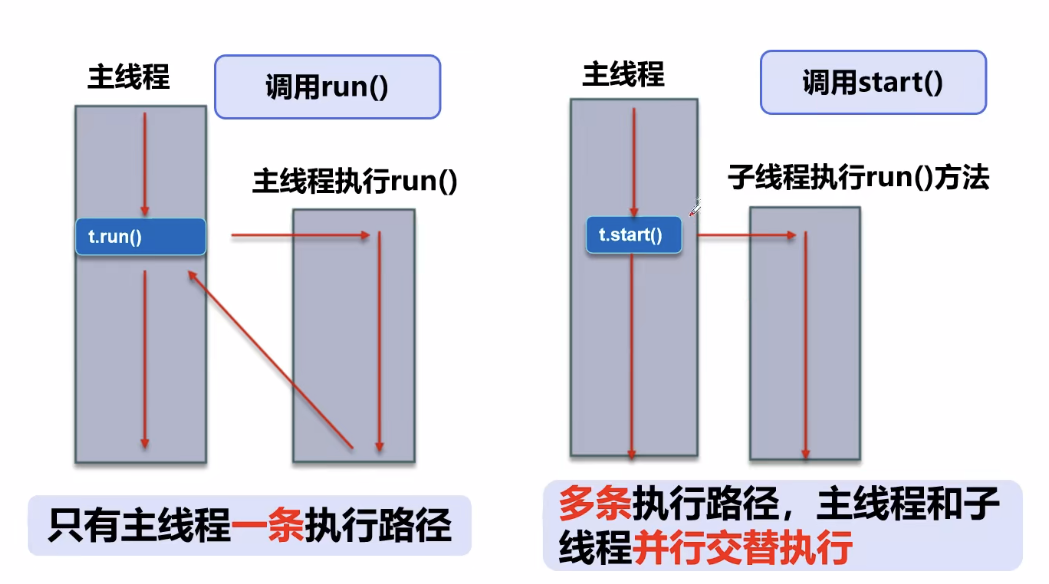 主线程
调用run()
主线程执行run()
t.run()
只有主线程一条执行路径
主线程
调用start()
子线程执行run()方法
t.start()
多条执行路径，主线程和子
线程并行交替执行